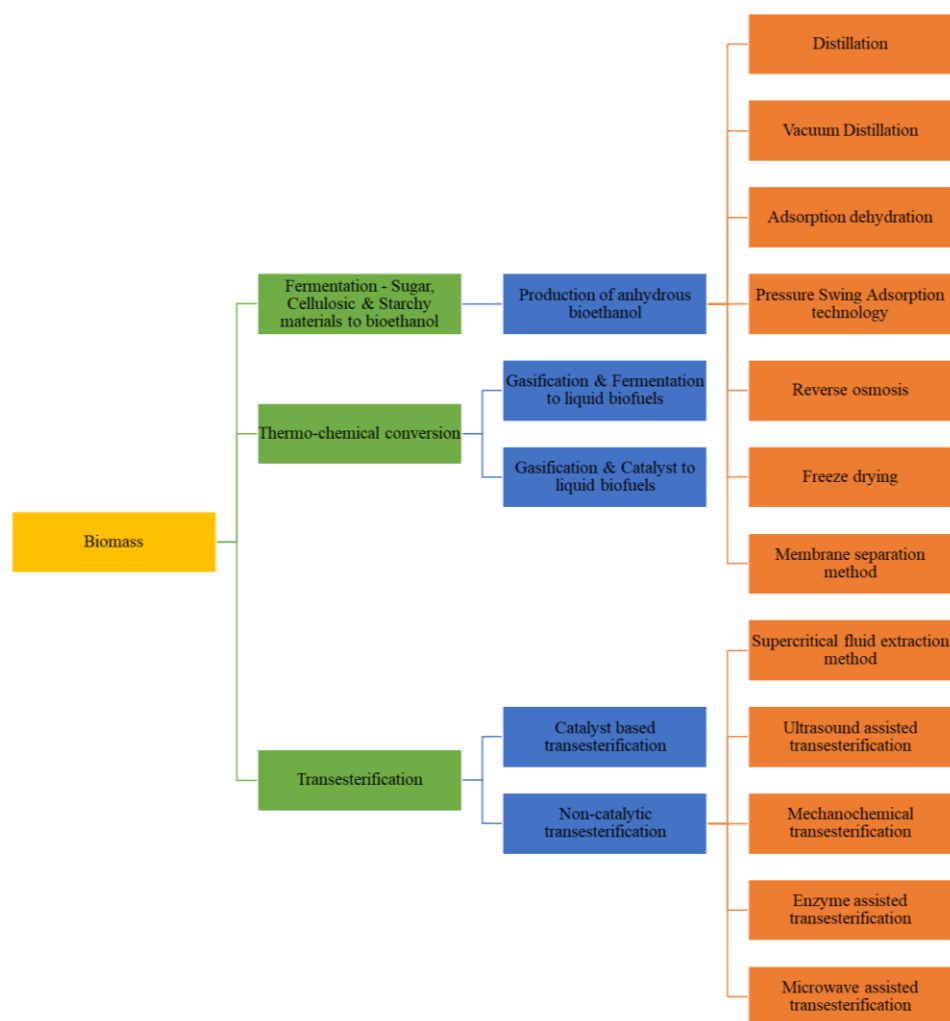 Biomass
Fermentation - Sugar,
Cellulosic & Starchy
materials to bioethanol
Thermo-chemical conversion
Transesterification
Production of anhydrous
bioethanol
Gasification & Fermentation
to liquid biofuels
Gasification & Catalyst to
liquid biofuels
Catalyst based
transesterification
Non-catalytic
transesterification
Distillation
Vacuum Distillation
Adsorption dehydration
Pressure Swing Adsorption
technology
Reverse osmosis
Freeze drying
Membrane separation
method
Supercritical fluid extraction
method
Ultrasound assisted
transesterification
Mechanochemical
transesterification
Enzyme assisted
transesterification
Microwave assisted
transesterification